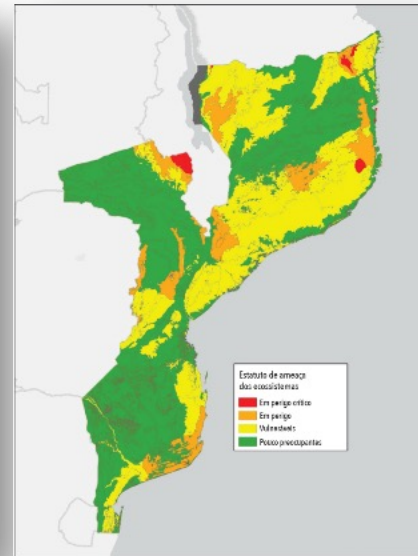 Estatuto de ameaça
dos ecossistemas
Em perigo crítico
Em perigo
Vulneráveis
Pouco preocupantes